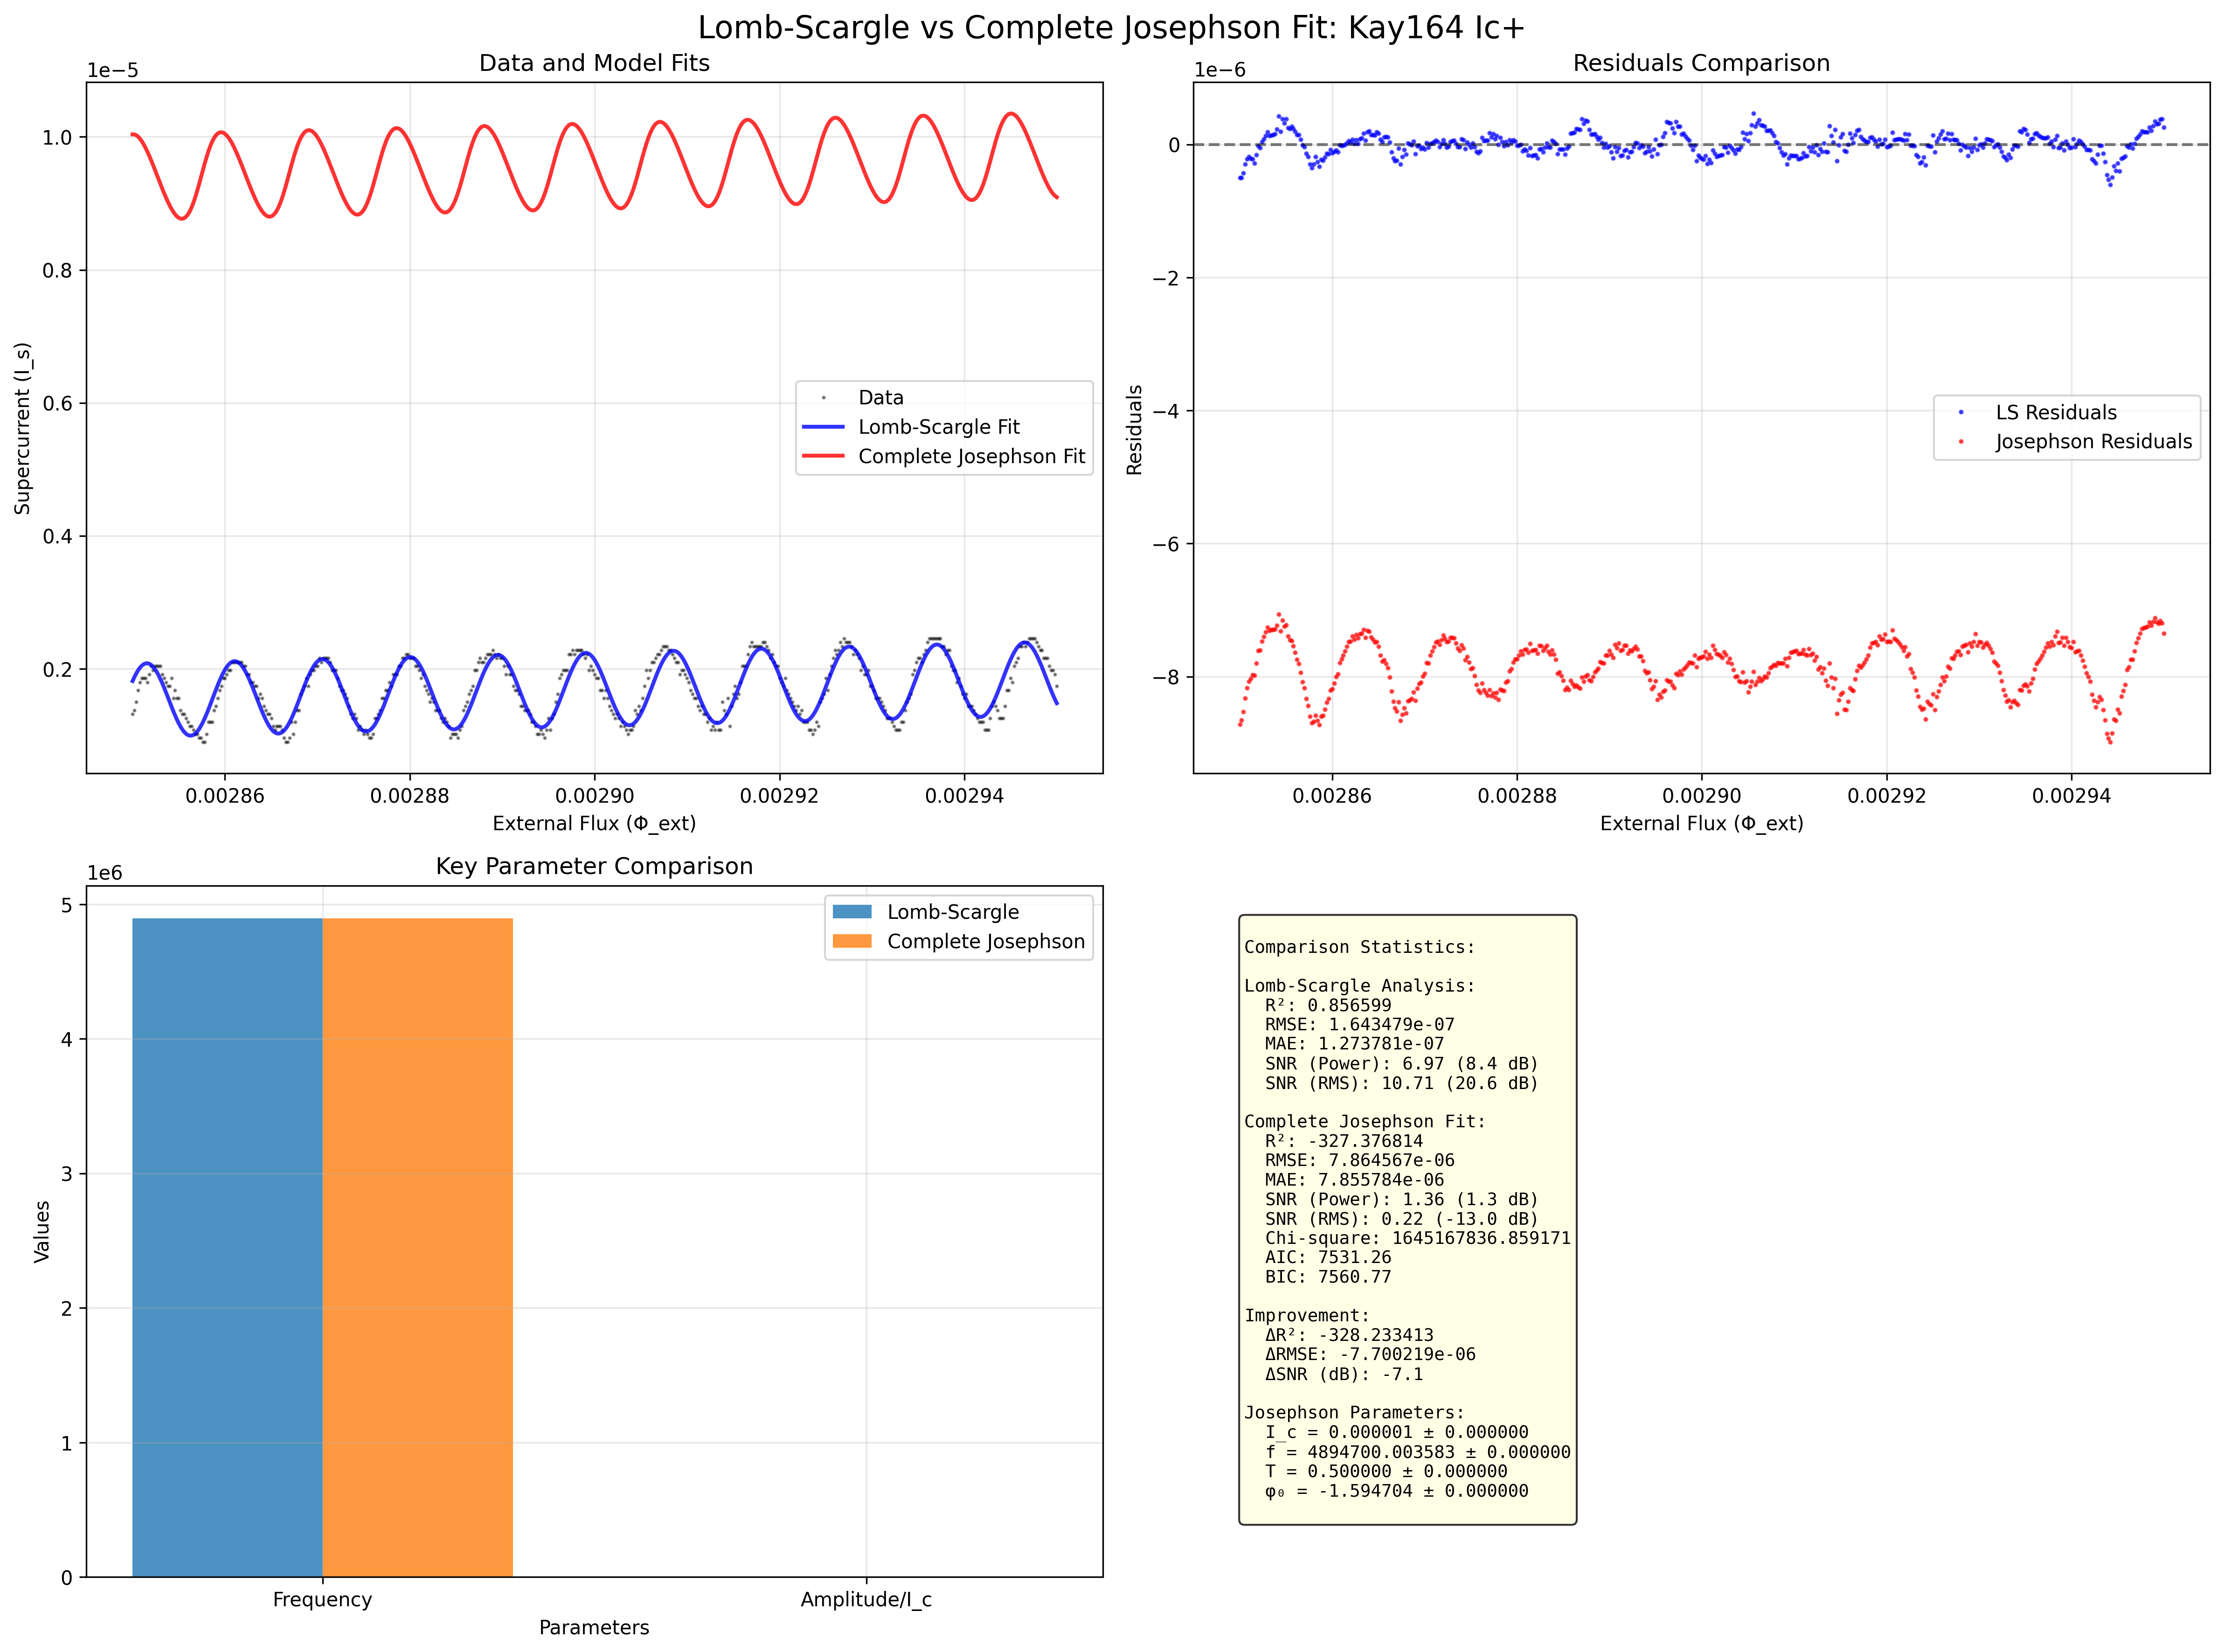 Lomb-Scargle vs Complete Josephson Fit: Kay164 Ic+
Data and Model Fits
1e−5
1.0
0.8
0.6
0.4
0.2
Supercurrent (I_s)
Data
Lomb-Scargle Fit
Complete Josephson Fit
0.00286
0.00288
0.00290
0.00292
0.00294
External Flux (Φ_ext)
Residuals Comparison
1e−6
0
−2
−4
−6
−8
Residuals
LS Residuals
Josephson Residuals
0.00286
0.00288
0.00290
0.00292
0.00294
External Flux (Φ_ext)
Key Parameter Comparison
1e6
5
4
3
2
1
0
Values
Lomb-Scargle
Complete Josephson
Frequency
Amplitude/I_c
Parameters
Comparison Statistics:
Lomb-Scargle Analysis:
R²: 0.856599
RMSE: 1.643479e-07
MAE: 1.273781e-07
SNR (Power): 6.97 (8.4 dB)
SNR (RMS): 10.71 (20.6 dB)
Complete Josephson Fit:
R²: -327.376814
RMSE: 7.864567e-06
MAE: 7.855784e-06
SNR (Power): 1.36 (1.3 dB)
SNR (RMS): 0.22 (-13.0 dB)
Chi-square: 1645167836.859171
AIC: 7531.26
BIC: 7560.77
Improvement:
ΔR²: -328.233413
ΔRMSE: -7.700219e-06
ΔSNR (dB): -7.1
Josephson Parameters:
I_c = 0.000001 ± 0.000000
f = 4894700.003583 ± 0.000000
T = 0.500000 ± 0.000000
φ₀ = -1.594704 ± 0.000000